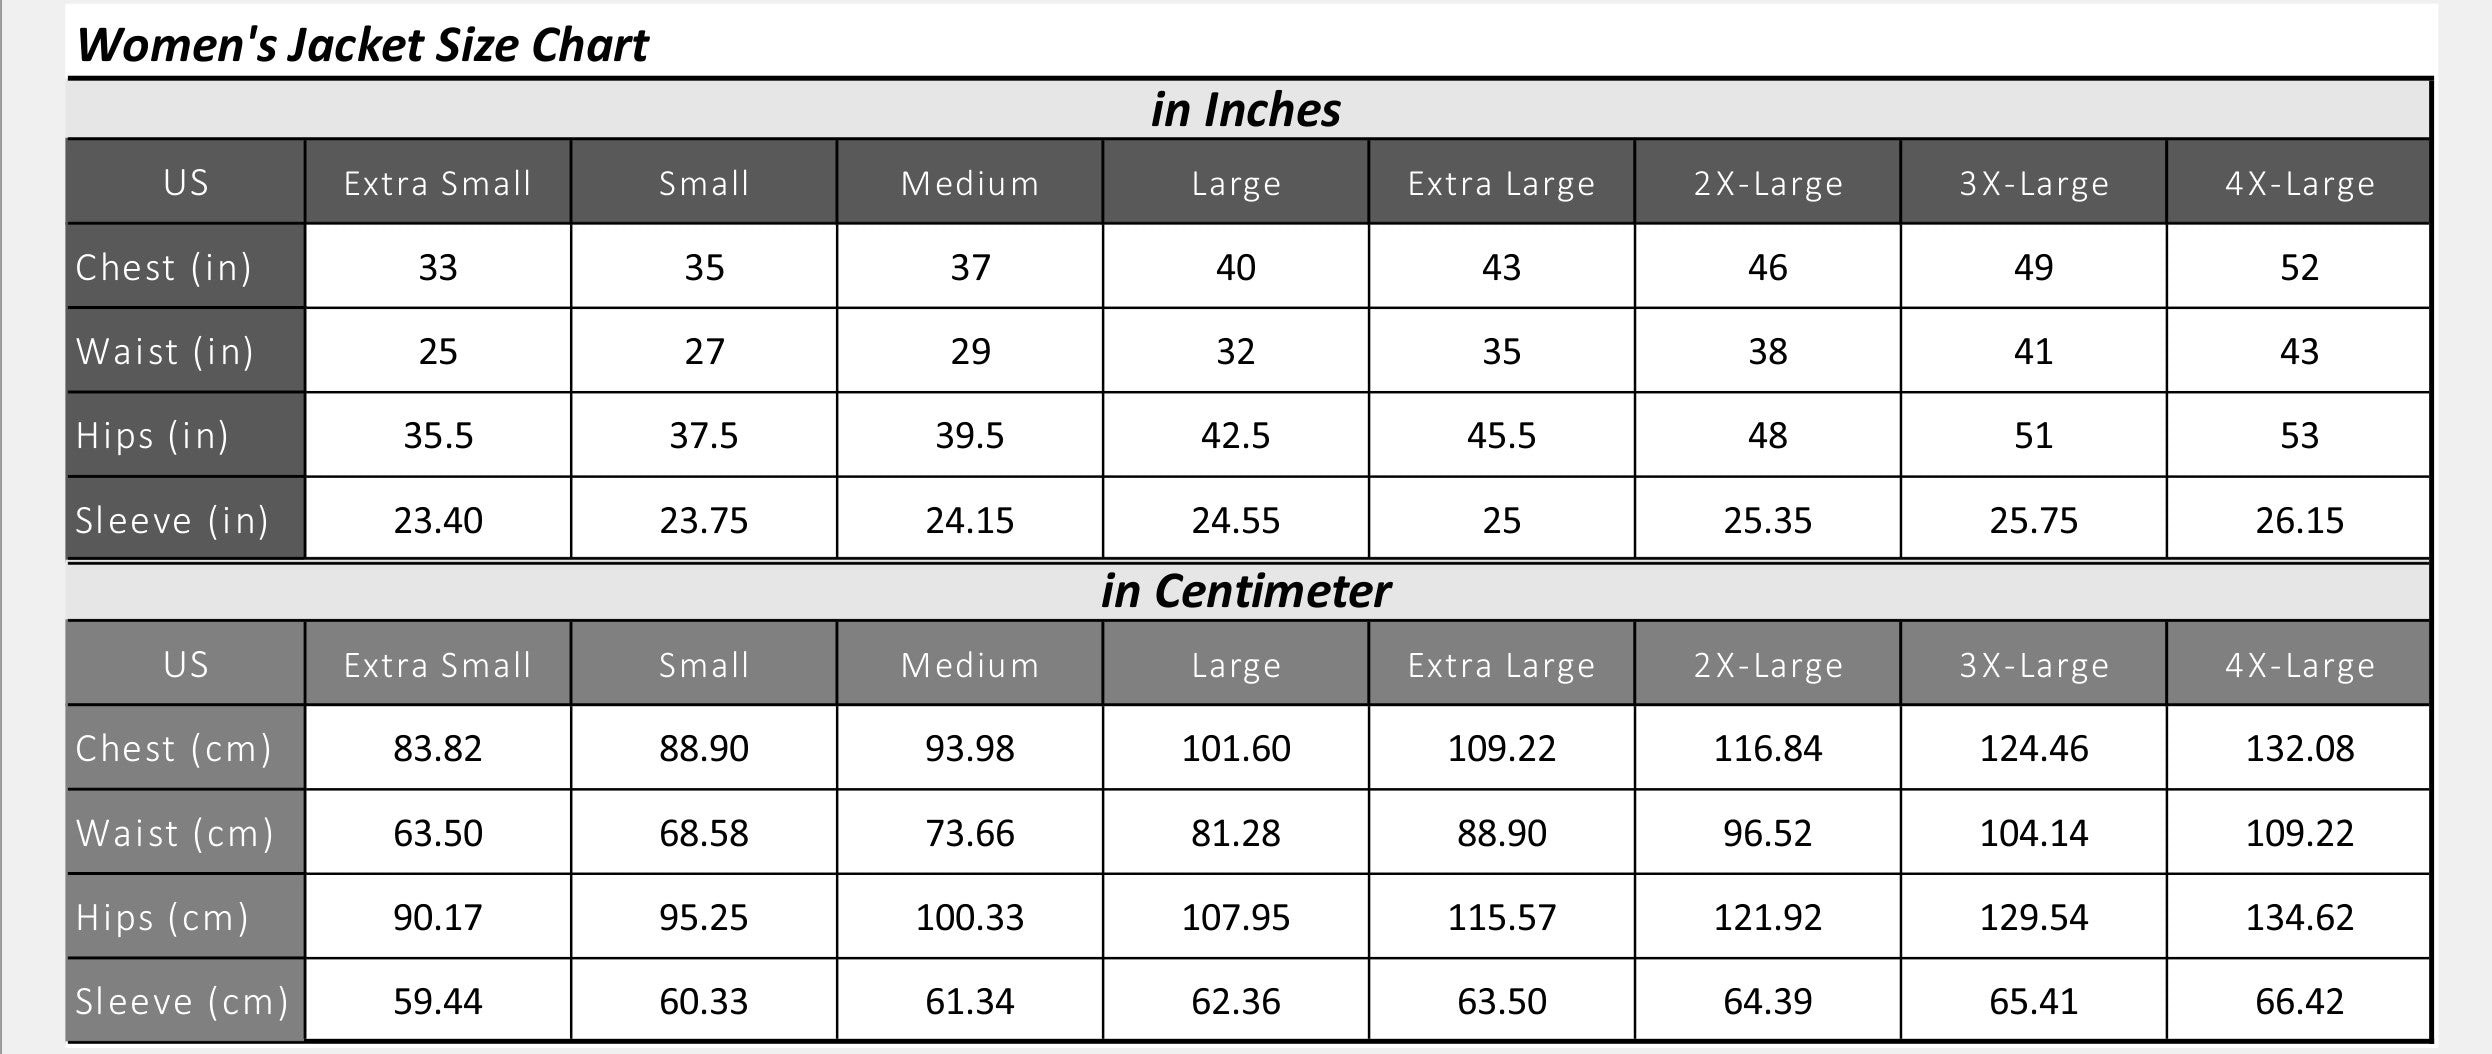 Women's Jacket Size Chart
in Inches
US Extra Small Small Medium Large Extra Large 2X-Large 3X-Large 4X-Large
Chest (in) 33 35 37 40 43 46 49 52
Waist (in) 25 27 29 32 35 38 41 43
Hips (in) 35.5 37.5 39.5 42.5 45.5 48 51 53
Sleeve (in) 23.40 23.75 24.15 24.55 25 25.35 25.75 26.15
in Centimeter
US Extra Small Small Medium Large Extra Large 2X-Large 3X-Large 4X-Large
Chest (cm) 83.82 88.90 93.98 101.60 109.22 116.84 124.46 132.08
Waist (cm) 63.50 68.58 73.66 81.28 88.90 96.52 104.14 109.22
Hips (cm) 90.17 95.25 100.33 107.95 115.57 121.92 129.54 134.62
Sleeve (cm) 59.44 60.33 61.34 62.36 63.50 64.39 65.41 66.42